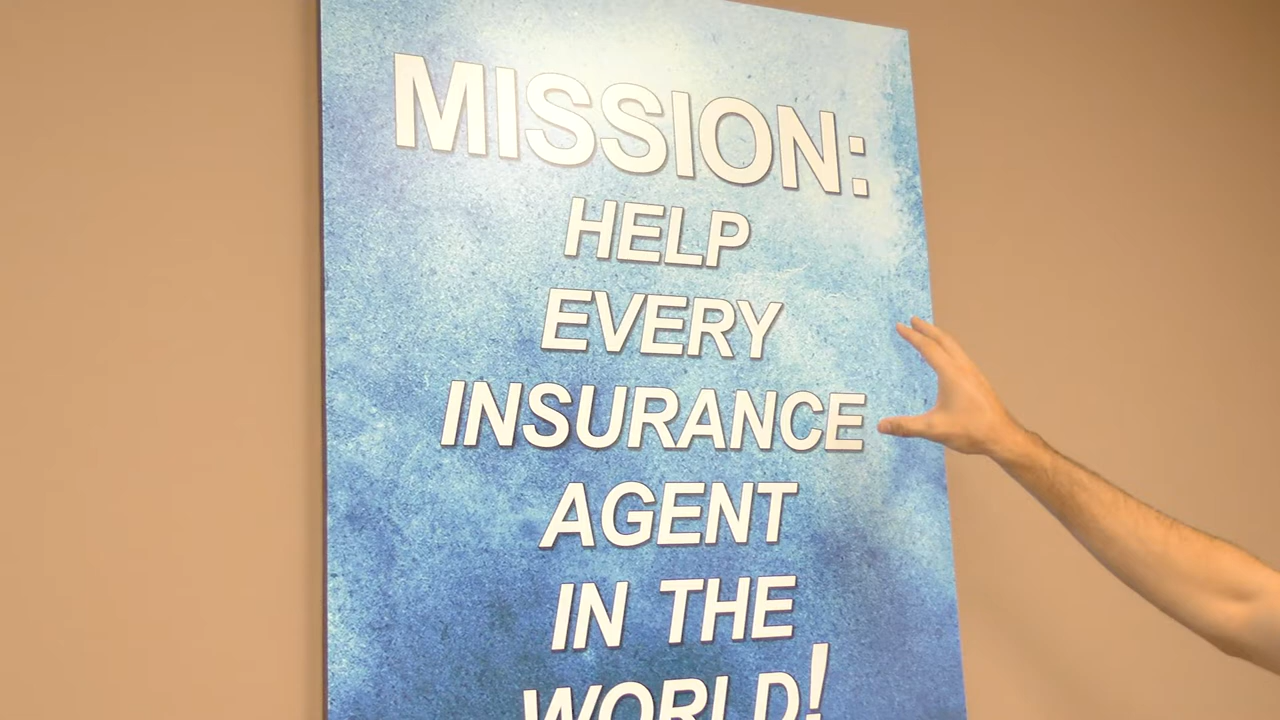 MISSION:
HELP
EVERY
INSURANCE
AGENT
IN THE
WORLD!